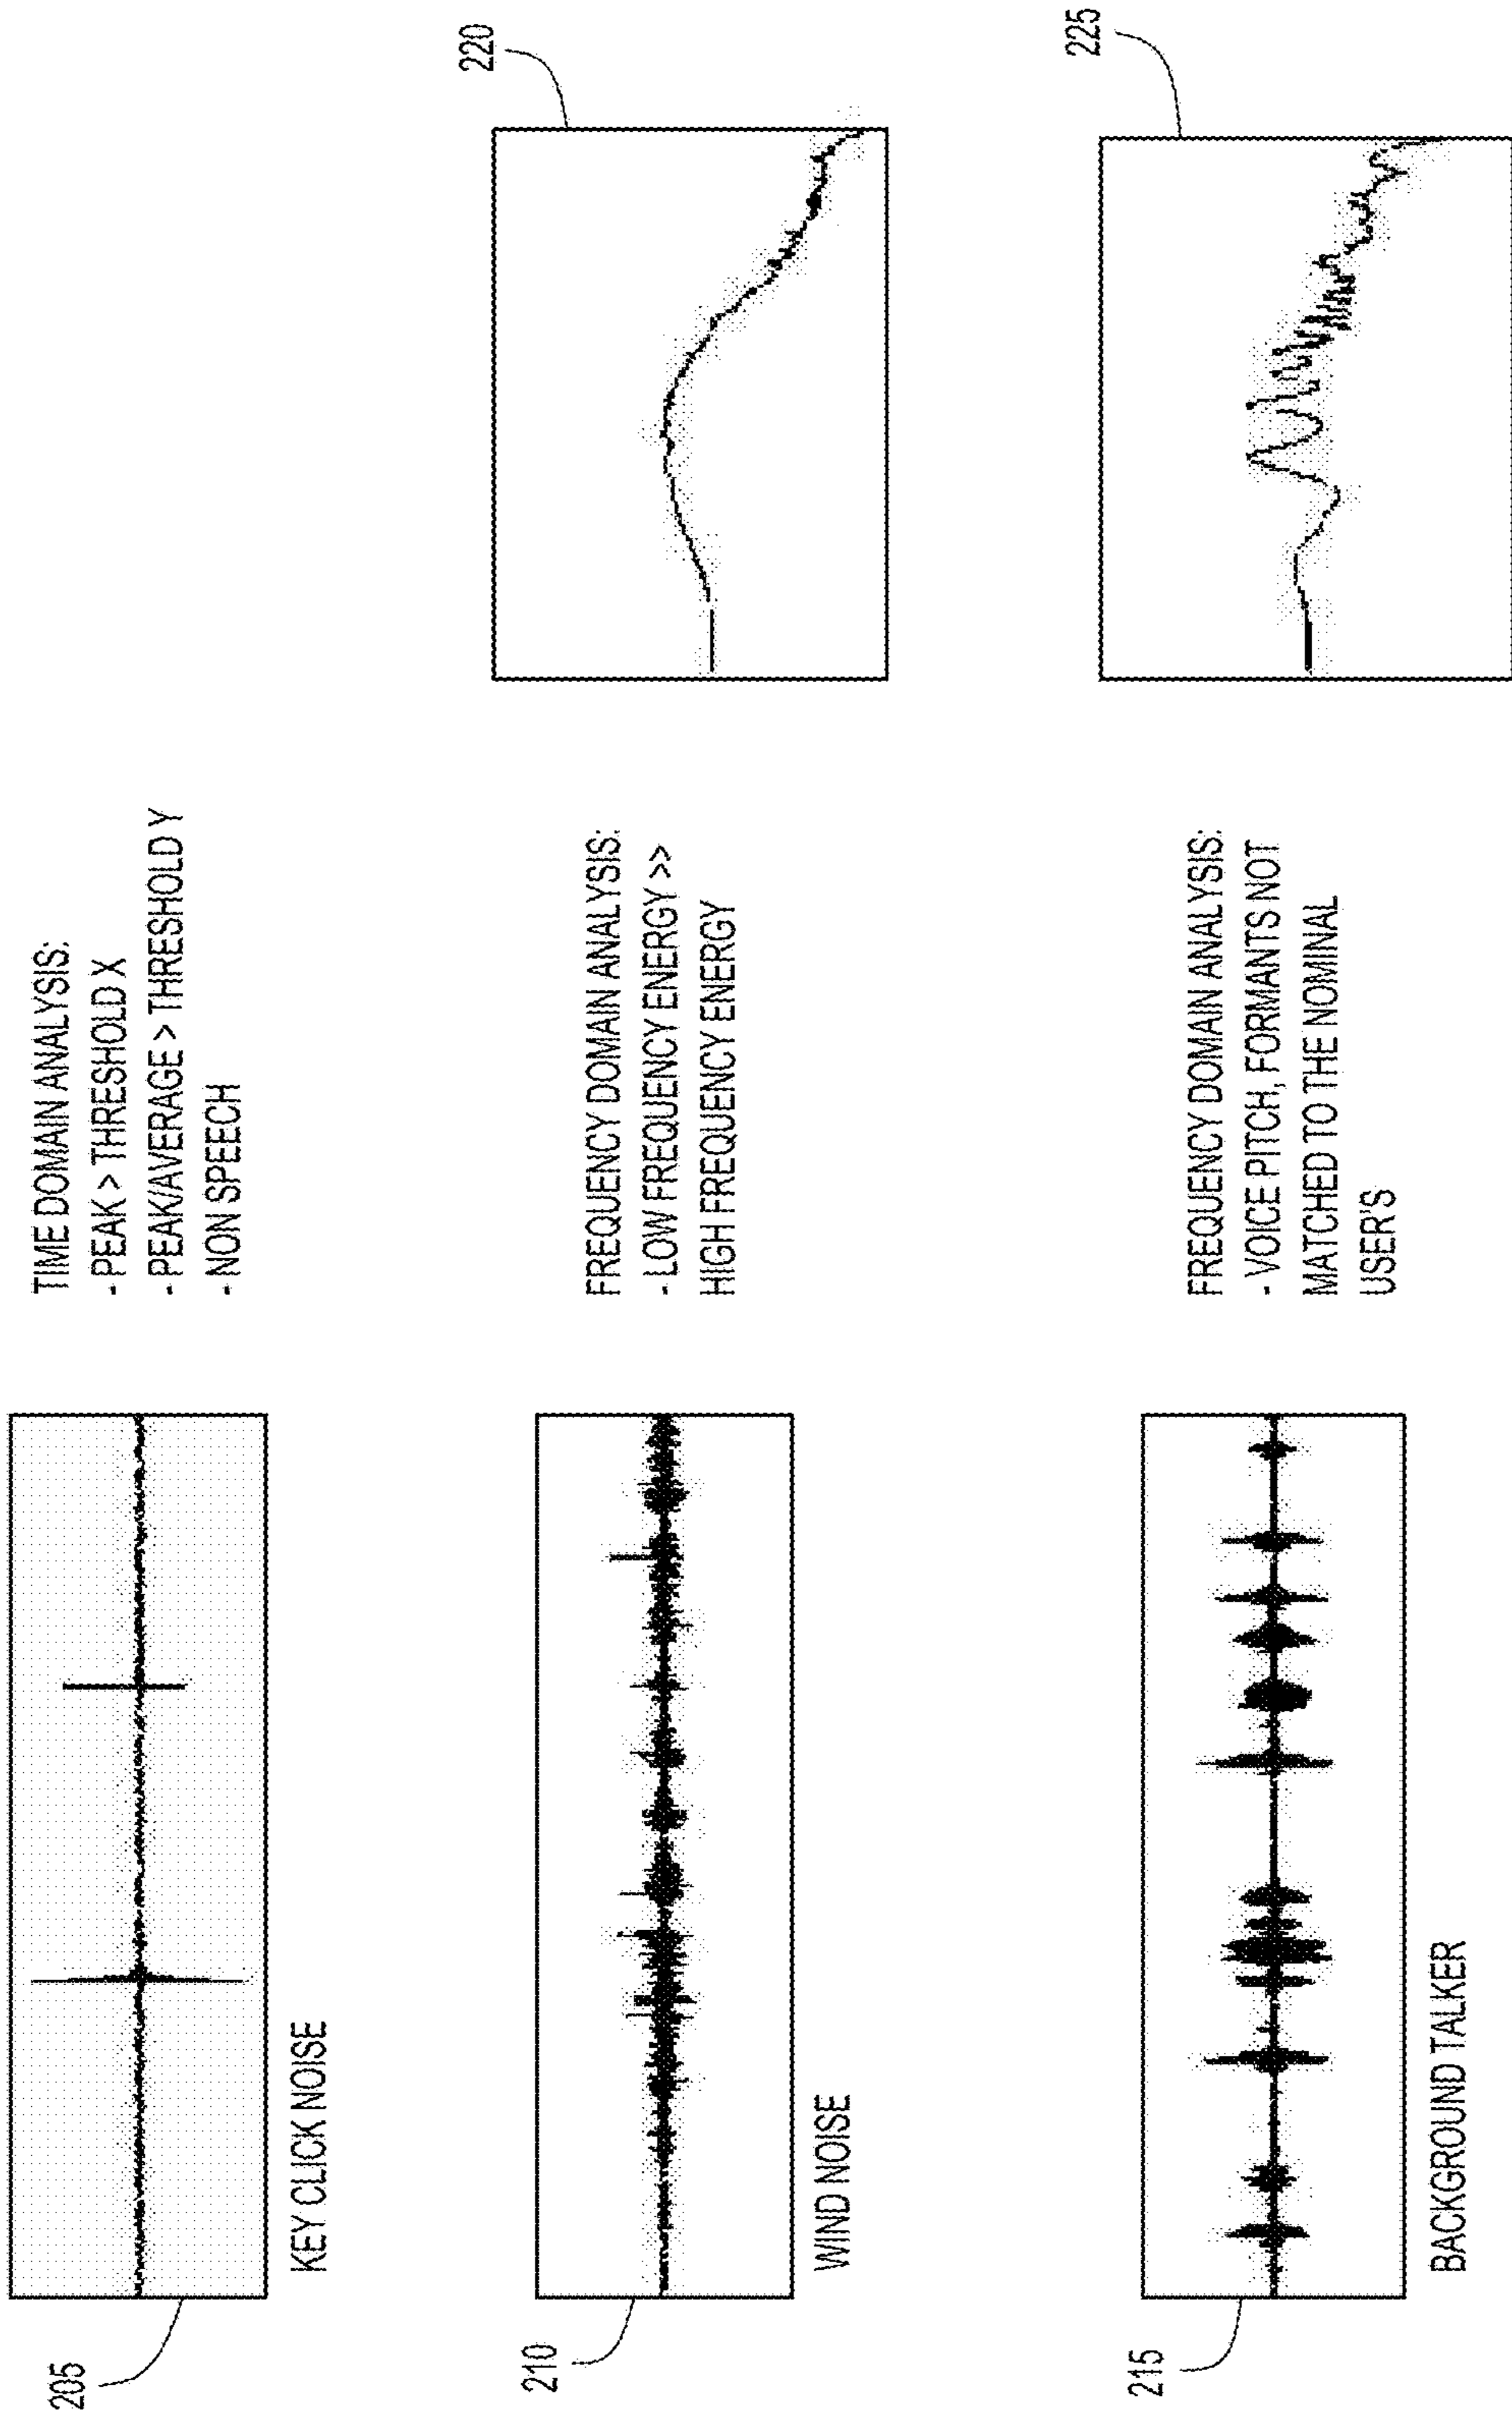 205
KEY CLICK NOISE
TIME DOMAIN ANALYSIS:
- PEAK > THRESHOLD X
- PEAK/AVERAGE > THRESHOLD Y
- NON SPEECH
210
WIND NOISE
FREQUENCY DOMAIN ANALYSIS:
- LOW FREQUENCY ENERGY >>
HIGH FREQUENCY ENERGY
220
215
BACKGROUND TALKER
FREQUENCY DOMAIN ANALYSIS:
- VOICE PITCH, FORMANTS NOT
MATCHED TO THE NOMINAL
USER'S
225